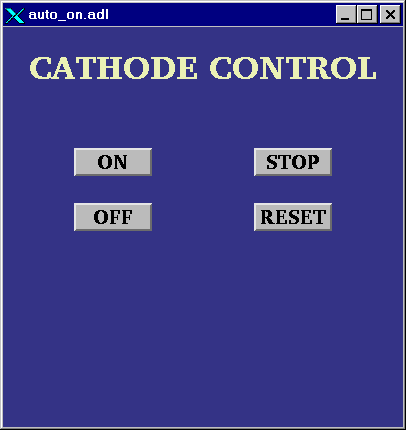 auto_on.adl
CATHODE CONTROL
ON STOP
OFF RESET